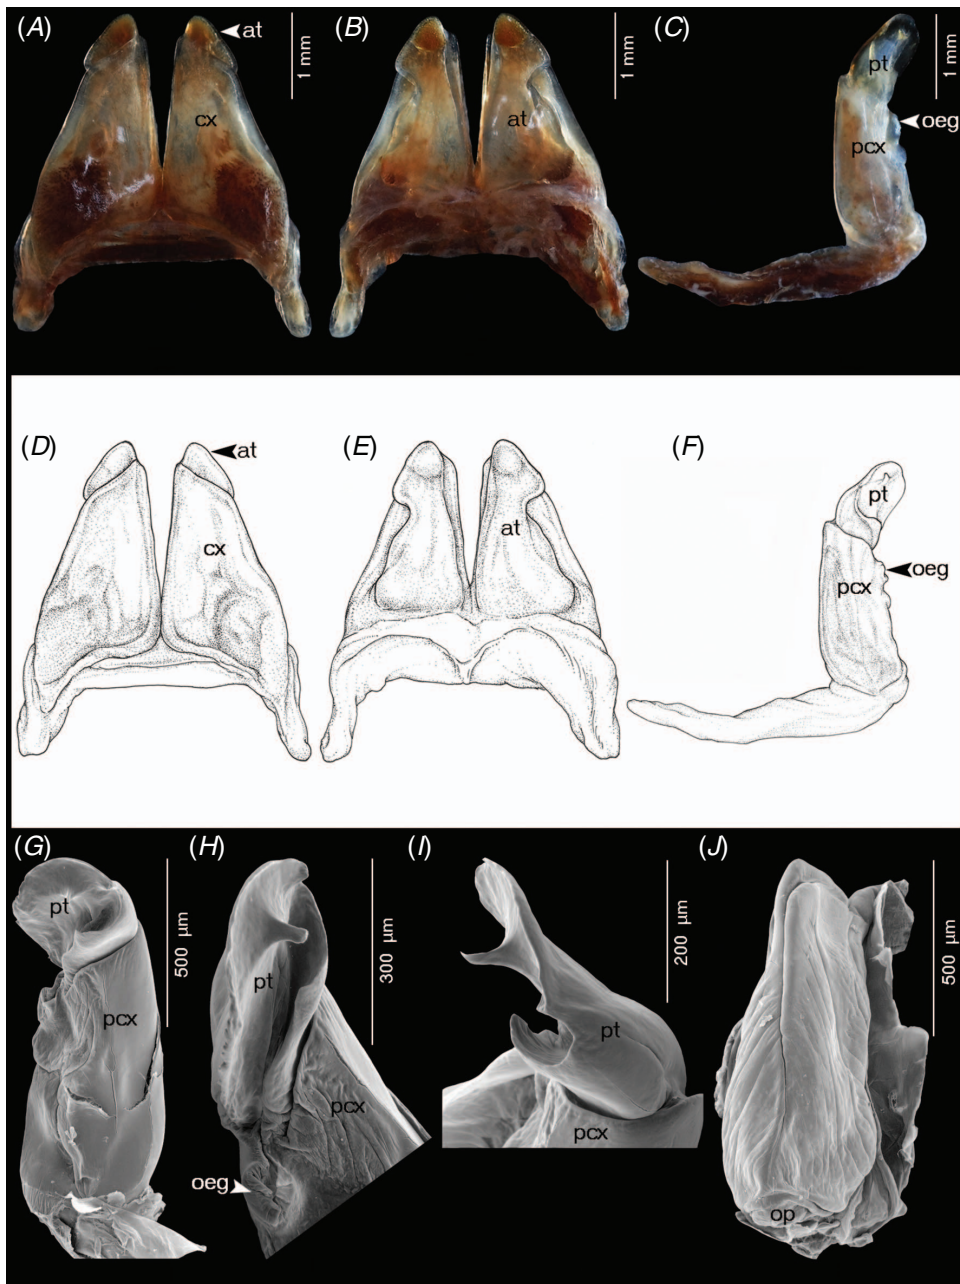 (A)
at
1 mm
cx
(B)
1 mm
at
(C)
1 mm
pt
oeg
pcx
(D)
at
cx
(E)
at
(F)
pt
oeg
pcx
(G)
pt
500 µm
pcx
(H)
300 µm
pt
pcx
oeg
(I)
200 µm
pt
pcx
(J)
500 µm
op